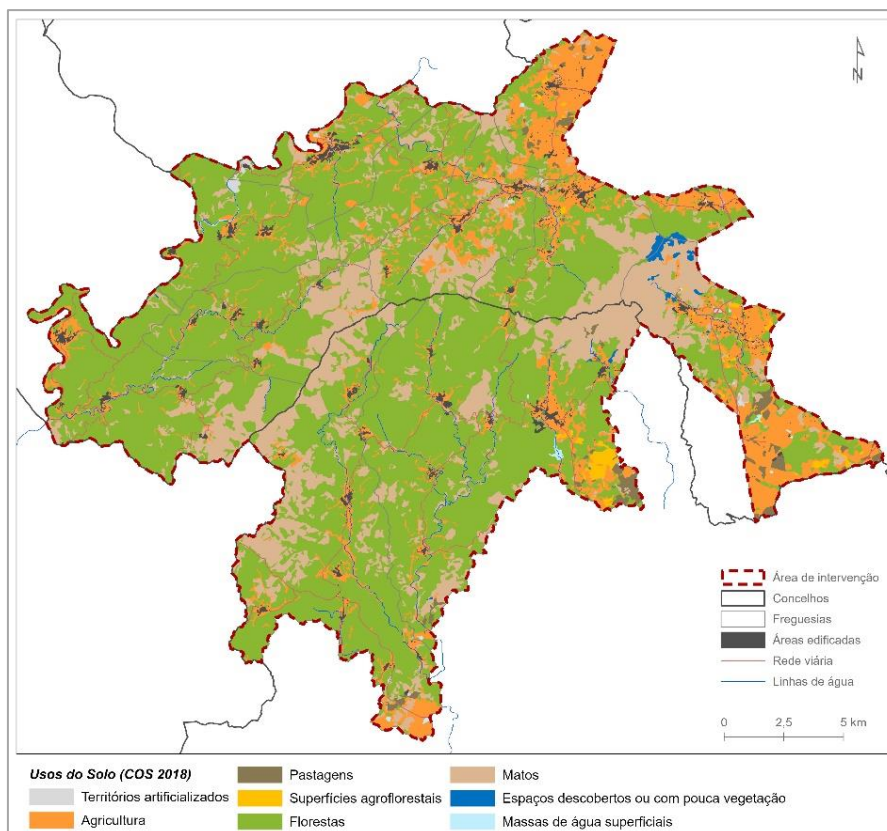 Z
Área de intervenção
Concelhos
Freguesias
Áreas edificadas
Rede viária
Linhas de água
0 2,5 5 km
Usos do Solo (COS 2018)
Territórios artificializados
Agricultura
Pastagens
Superfícies agroflorestais
Florestas
Matos
Espaços descobertos ou com pouca vegetação
Massas de água superficiais